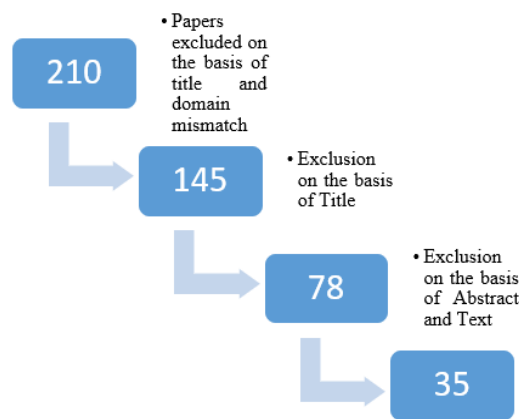 210
• Papers
excluded on
the basis of
title and
domain
mismatch
145
• Exclusion
on the basis
of Title
78
• Exclusion
on the basis
of Abstract
and Text
35